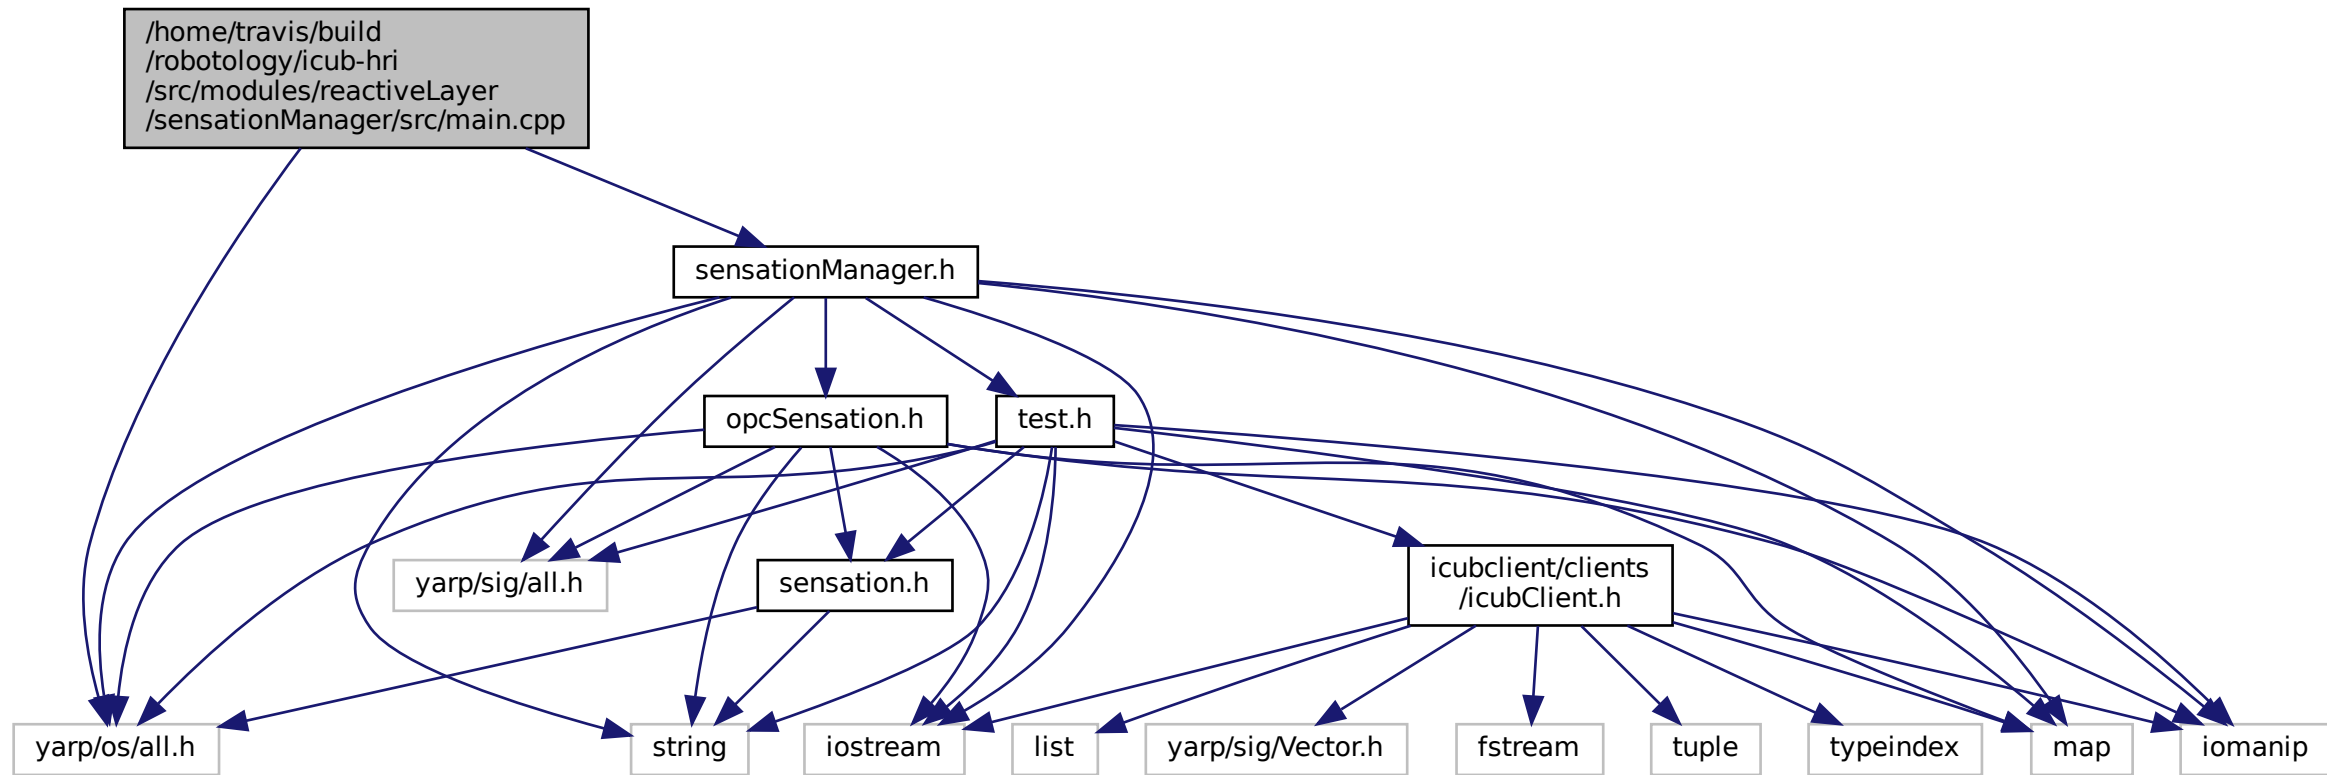 /home/travis/build
/robotology/icub-hri
/src/modules/reactiveLayer
/sensationManager/src/main.cpp
sensationManager.h
opcSensation.h
test.h
yarp/sig/all.h
sensation.h
icubclient/clients
/icubClient.h
yarp/os/all.h
string
iostream
list
yarp/sig/Vector.h
fstream
tuple
typeindex
map
iomanip